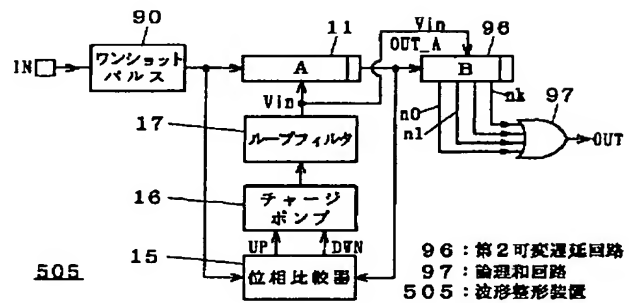 90
ワンショット
パルス
IN
11
A
Vin
OUT_A
96
B
Vin
n0
n1
nk
97
OUT
17
ループフィルタ
16
チャージ
ポンプ
UP
DWN
15
位相比較器
505
96:第2可変遅延回路
97:論理和回路
505:波形整形装置